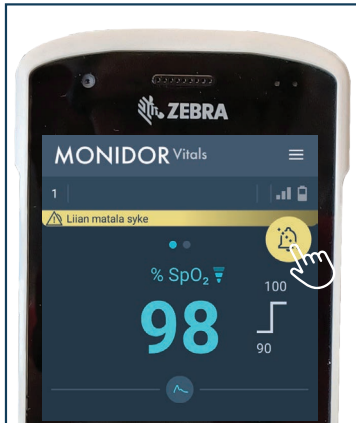 ZEBRA
MONIDOR Vitals
1
Liian matala syke
% SpO₂
100
98
90